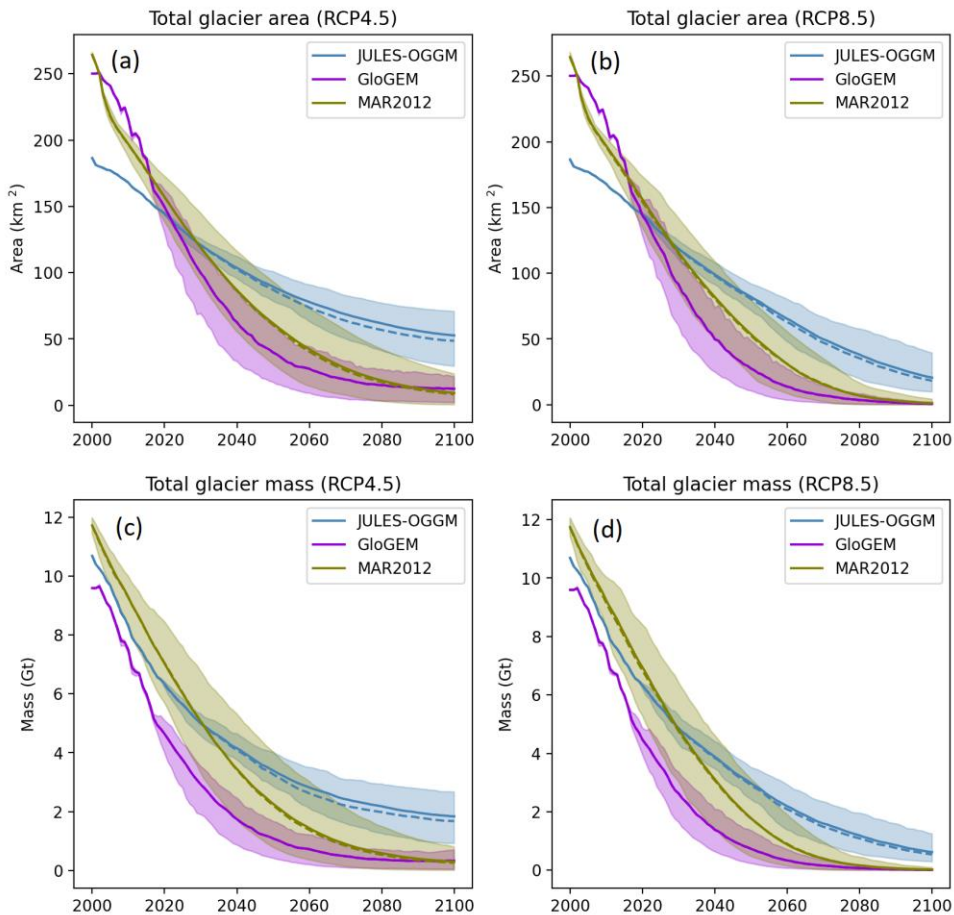 Total glacier area (RCP4.5)
(a)
JULES-OGGM
GloGEM
MAR2012
Area (km ²)
250
200
150
100
50
0
2000 2020 2040 2060 2080 2100
Total glacier area (RCP8.5)
(b)
JULES-OGGM
GloGEM
MAR2012
Area (km ²)
250
200
150
100
50
0
2000 2020 2040 2060 2080 2100
Total glacier mass (RCP4.5)
(c)
JULES-OGGM
GloGEM
MAR2012
Mass (Gt)
12
10
8
6
4
2
0
2000 2020 2040 2060 2080 2100
Total glacier mass (RCP8.5)
(d)
JULES-OGGM
GloGEM
MAR2012
Mass (Gt)
12
10
8
6
4
2
0
2000 2020 2040 2060 2080 2100